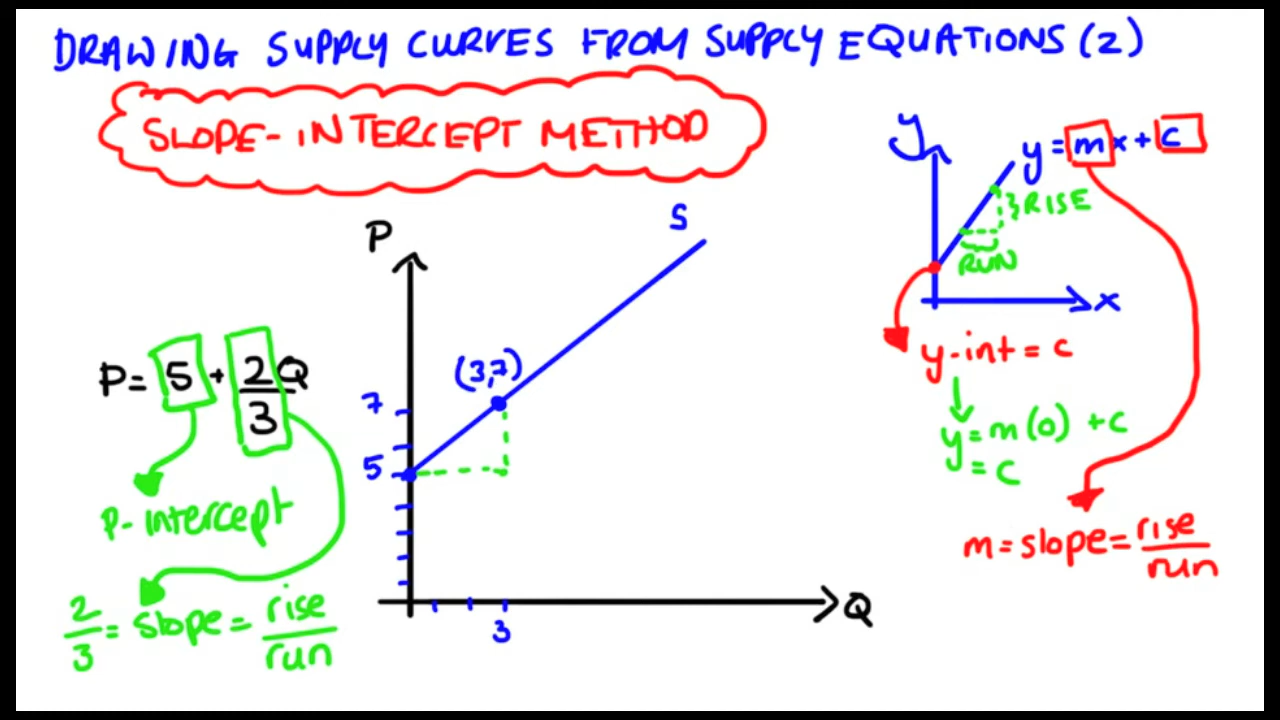 DRAWING SUPPLY CURVES FROM SUPPLY EQUATIONS (2)
SLOPE-INTERCEPT METHOD
P = 5 + 2/3 Q
P-intercept
2/3 = slope = rise/run
P
S
(3,7)
7
5
3
Q
y
y = mx + c
RISE
RUN
x
y-int = c
y = m(0) + c
= c
m = slope = rise/run